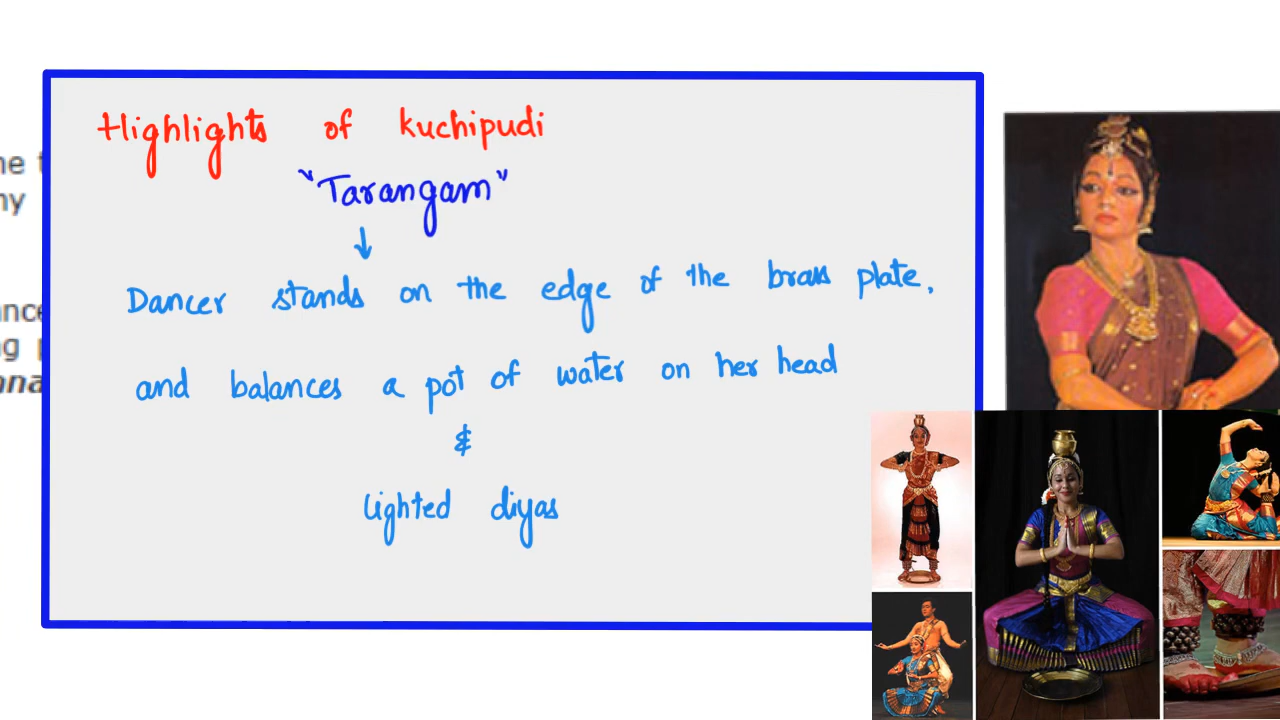 Highlights of kuchipudi
"Tarangam"
↓
Dancer stands on the edge of the brass plate,
and balances a pot of water on her head
&
lighted diyas